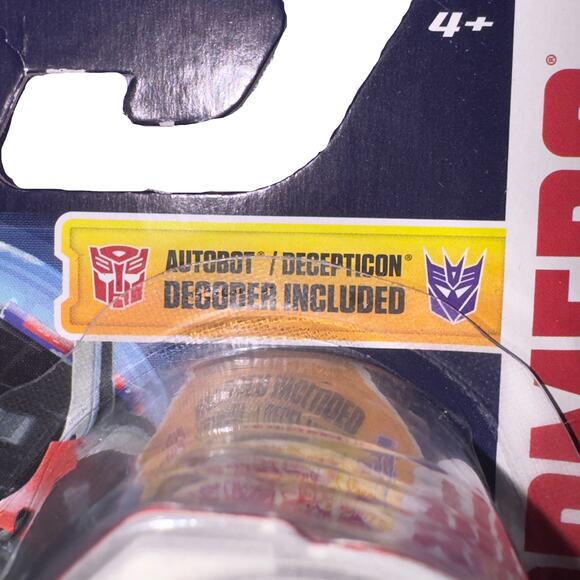 4+
AUTOBOT® / DECEPTICON®
DECODER INCLUDED